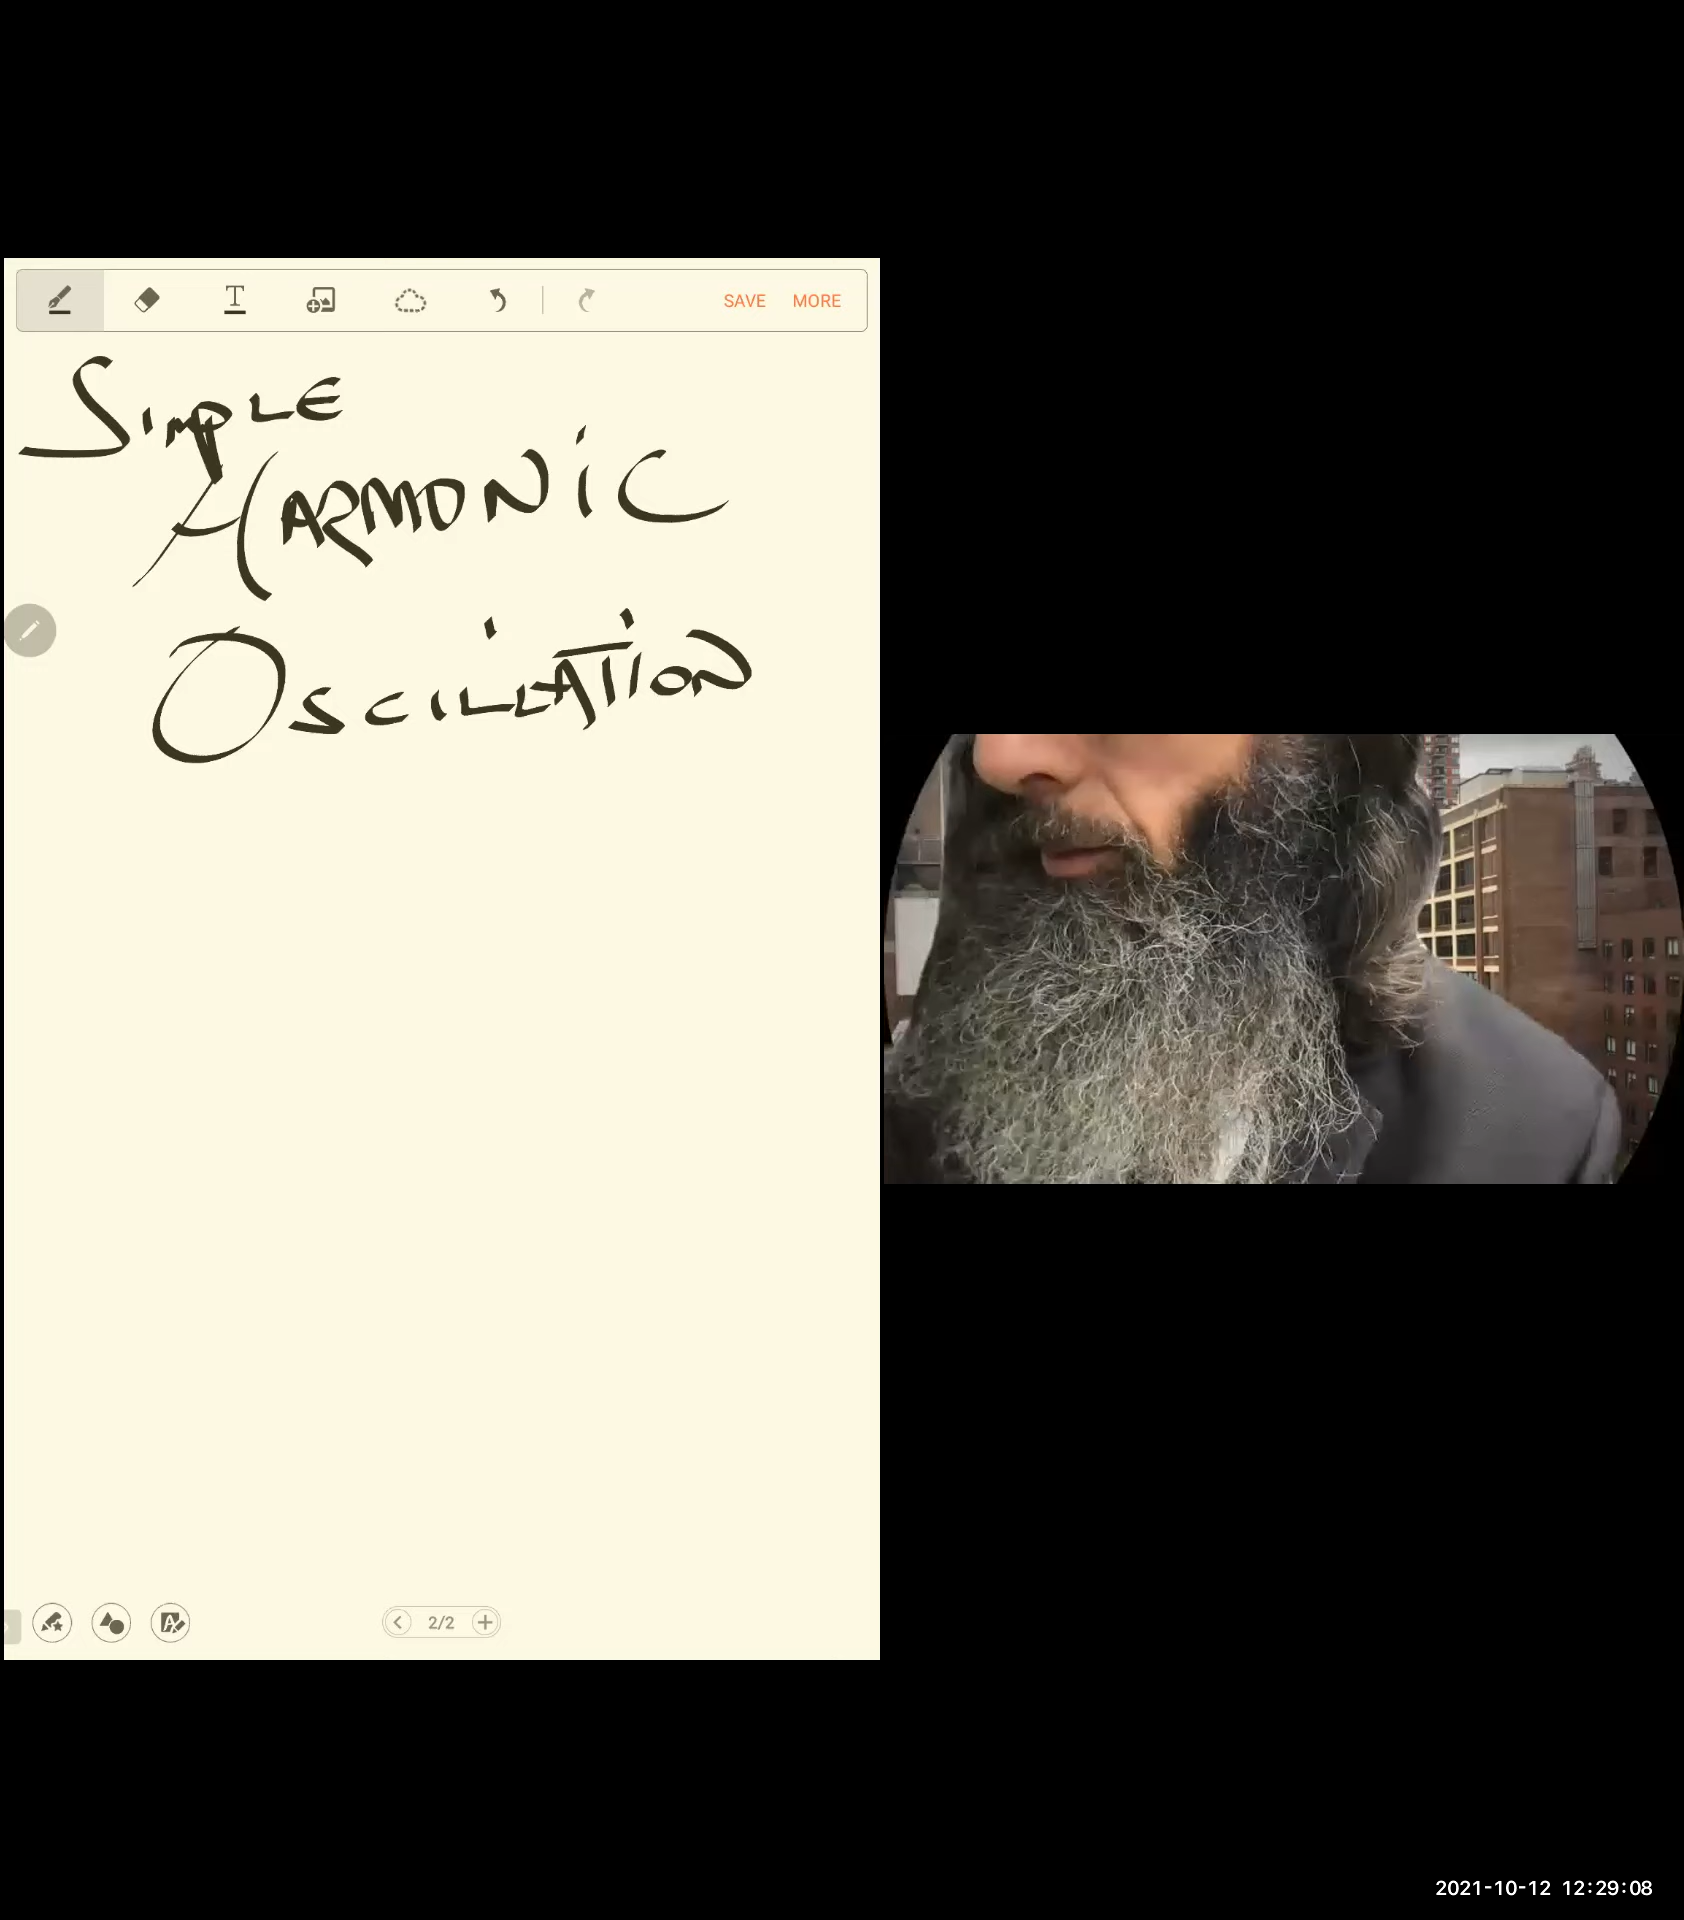 T
SAVE MORE
SIMPLE
HARMONIC
OSCILLATION
2/2
2021-10-12 12:29:08